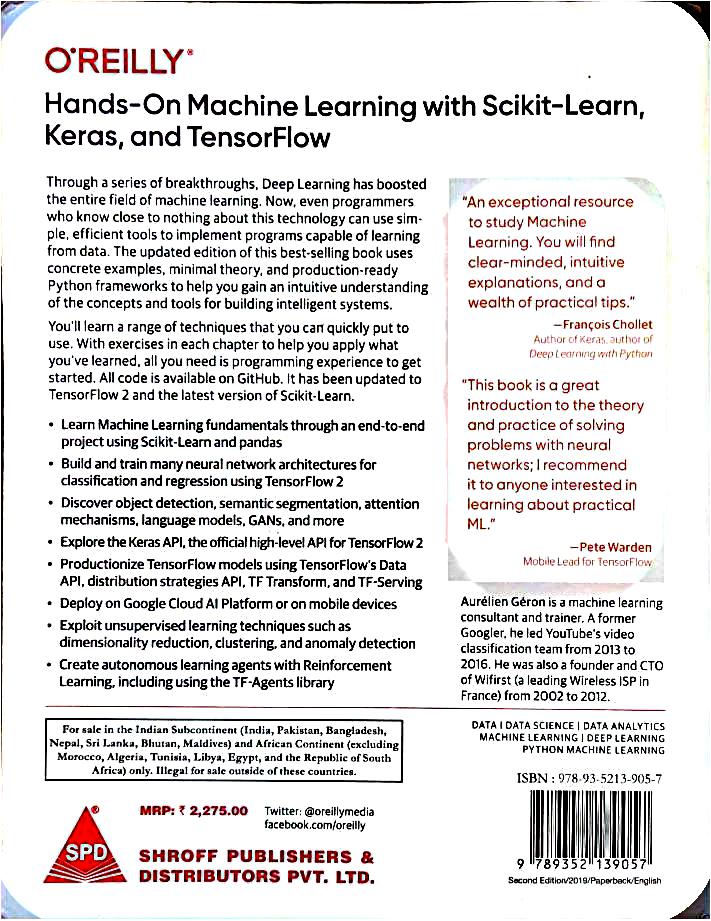 O'REILLY®
Hands-On Machine Learning with Scikit-Learn,
Keras, and TensorFlow
Through a series of breakthroughs, Deep Learning has boosted
the entire field of machine learning. Now, even programmers
who know close to nothing about this technology can use sim-
ple, efficient tools to implement programs capable of learning
from data. The updated edition of this best-selling book uses
concrete examples, minimal theory, and production-ready
Python frameworks to help you gain an intuitive understanding
of the concepts and tools for building intelligent systems.
You'll learn a range of techniques that you can quickly put to
use. With exercises in each chapter to help you apply what
you've learned, all you need is programming experience to get
started. All code is available on GitHub. It has been updated to
TensorFlow 2 and the latest version of Scikit-Learn.
• Learn Machine Learning fundamentals through an end-to-end
project using Scikit-Learn and pandas
• Build and train many neural network architectures for
classification and regression using TensorFlow 2
• Discover object detection, semantic segmentation, attention
mechanisms, language models, GANs, and more
• Explore the Keras API, the official high-level API for TensorFlow 2
• Productionize TensorFlow models using TensorFlow's Data
API, distribution strategies API, TF Transform, and TF-Serving
• Deploy on Google Cloud AI Platform or on mobile devices
• Exploit unsupervised learning techniques such as
dimensionality reduction, clustering, and anomaly detection
• Create autonomous learning agents with Reinforcement
Learning, including using the TF-Agents library
"An exceptional resource
to study Machine
Learning. You will find
clear-minded, intuitive
explanations, and a
wealth of practical tips."
—François Chollet
Author of Keras, author of
Deep Learning with Python
"This book is a great
introduction to the theory
and practice of solving
problems with neural
networks; I recommend
it to anyone interested in
learning about practical
ML."
—Pete Warden
Mobile Lead for TensorFlow
Aurélien Géron is a machine learning
consultant and trainer. A former
Googler, he led YouTube's video
classification team from 2013 to
2016. He was also a founder and CTO
of Wifirst (a leading Wireless ISP in
France) from 2002 to 2012.
For sale in the Indian Subcontinent (India, Pakistan, Bangladesh,
Nepal, Sri Lanka, Bhutan, Maldives) and African Continent (excluding
Morocco, Algeria, Tunisia, Libya, Egypt, and the Republic of South
Africa) only. Illegal for sale outside of these countries.
DATA | DATA SCIENCE | DATA ANALYTICS
MACHINE LEARNING | DEEP LEARNING
PYTHON MACHINE LEARNING
ISBN : 978-93-5213-905-7
MRP: ₹ 2,275.00
Twitter: @oreillymedia
facebook.com/oreilly
SPD®
SHROFF PUBLISHERS &
DISTRIBUTORS PVT. LTD.
9 789352 139057
Second Edition/2019/Paperback/English